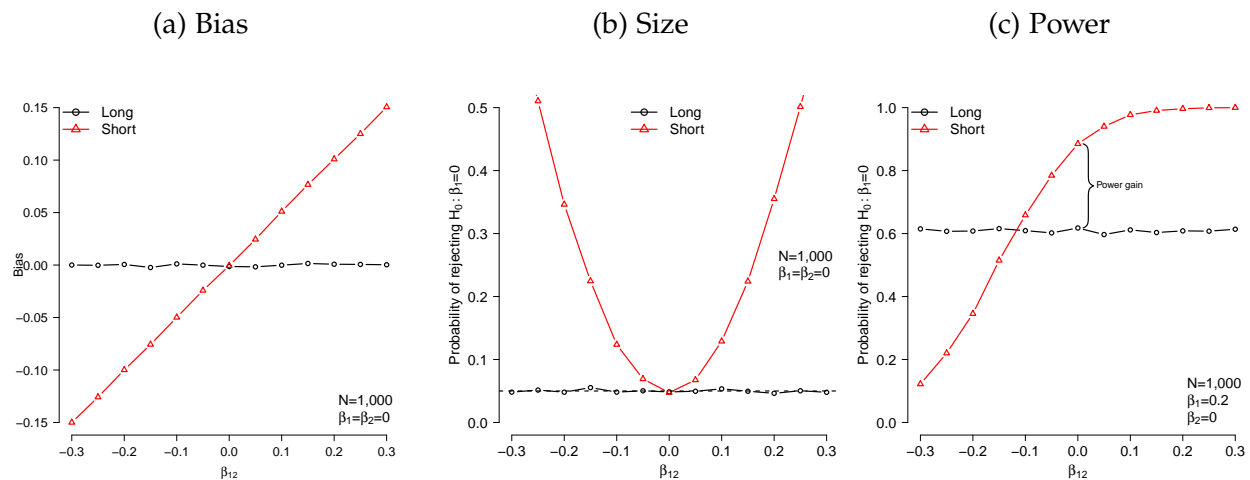 (a) Bias
(b) Size
(c) Power
Long
Short
Bias
0.15
0.10
0.05
0.00
−0.05
−0.10
−0.15
N=1,000
β₁=β₂=0
−0.3 −0.2 −0.1 0.0 0.1 0.2 0.3
β₁₂
Long
Short
Probability of rejecting H₀: β₁=0
0.5
0.4
0.3
0.2
0.1
0.0
N=1,000
β₁=β₂=0
−0.3 −0.2 −0.1 0.0 0.1 0.2 0.3
β₁₂
Long
Short
Probability of rejecting H₀: β₁=0
1.0
0.8
0.6
0.4
0.2
0.0
Power gain
N=1,000
β₁=0.2
β₂=0
−0.3 −0.2 −0.1 0.0 0.1 0.2 0.3
β₁₂